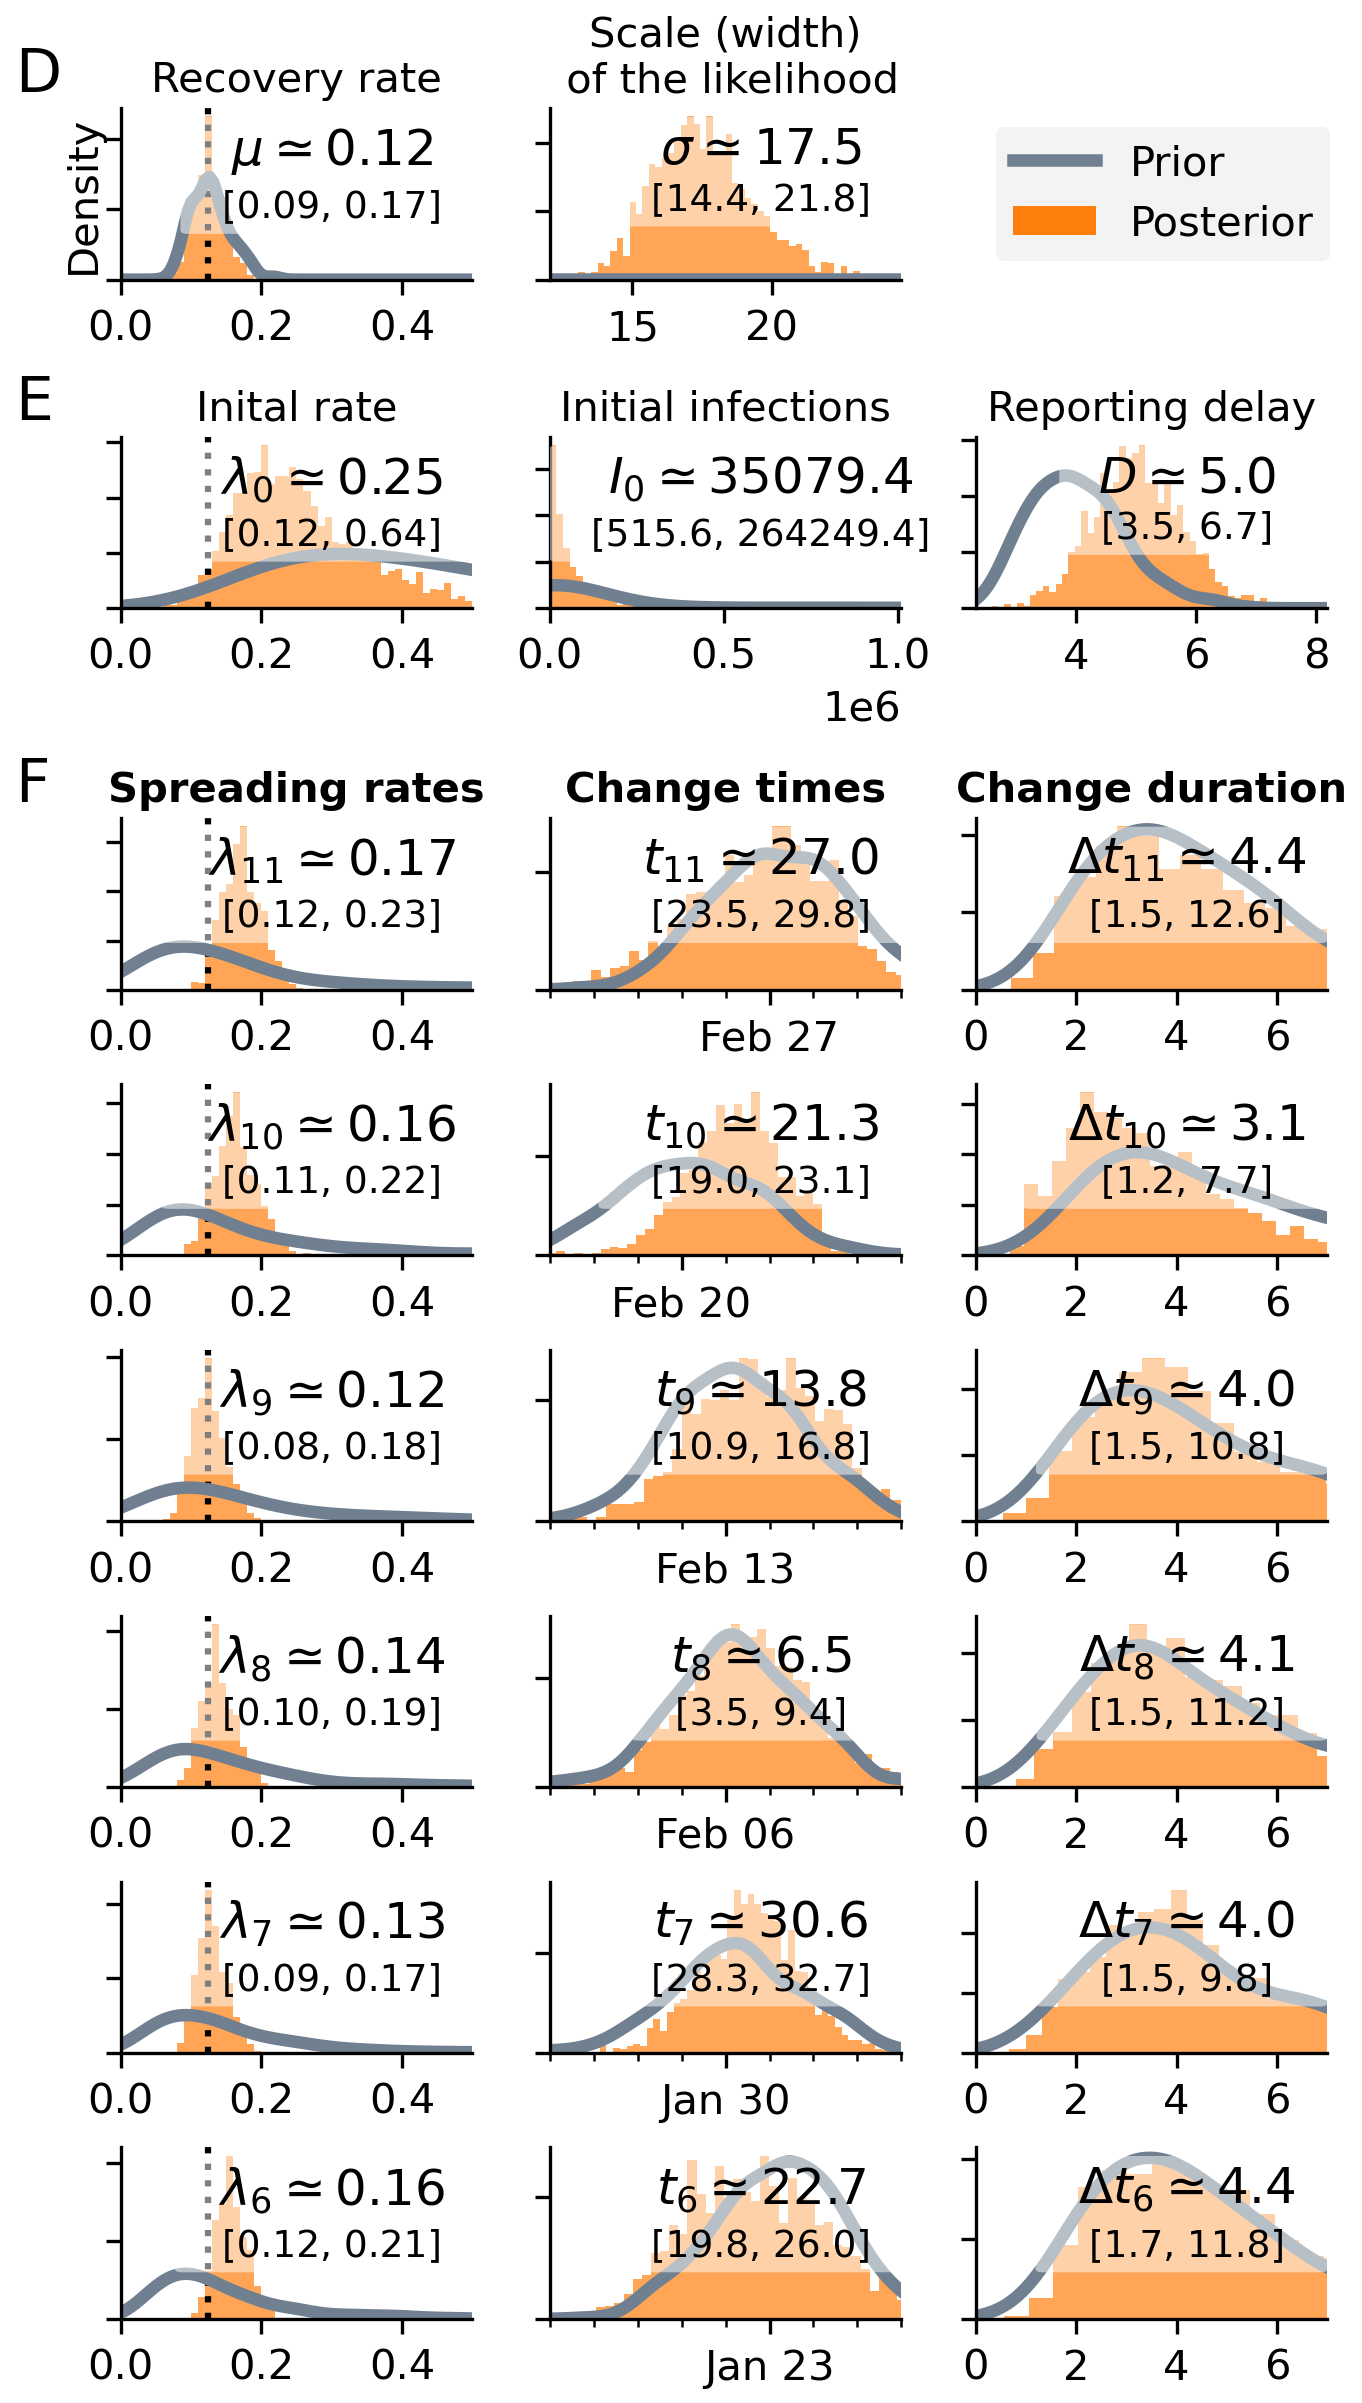 D
Recovery rate
Scale (width)
of the likelihood
Density
μ ≃ 0.12
[0.09, 0.17]
0.0 0.2 0.4
σ ≃ 17.5
[14.4, 21.8]
15 20
Prior
Posterior
E
Inital rate
λ0 ≃ 0.25
[0.12, 0.64]
0.0 0.2 0.4
Initial infections
I0 ≃ 35079.4
[515.6, 264249.4]
0.0 0.5 1.0
1e6
Reporting delay
D ≃ 5.0
[3.5, 6.7]
4 6 8
F
Spreading rates
Change times
Change duration
λ11 ≃ 0.17
[0.12, 0.23]
0.0 0.2 0.4
t11 ≃ 27.0
[23.5, 29.8]
Feb 27
Δt11 ≃ 4.4
[1.5, 12.6]
0 2 4 6
λ10 ≃ 0.16
[0.11, 0.22]
0.0 0.2 0.4
t10 ≃ 21.3
[19.0, 23.1]
Feb 20
Δt10 ≃ 3.1
[1.2, 7.7]
0 2 4 6
λ9 ≃ 0.12
[0.08, 0.18]
0.0 0.2 0.4
t9 ≃ 13.8
[10.9, 16.8]
Feb 13
Δt9 ≃ 4.0
[1.5, 10.8]
0 2 4 6
λ8 ≃ 0.14
[0.10, 0.19]
0.0 0.2 0.4
t8 ≃ 6.5
[3.5, 9.4]
Feb 06
Δt8 ≃ 4.1
[1.5, 11.2]
0 2 4 6
λ7 ≃ 0.13
[0.09, 0.17]
0.0 0.2 0.4
t7 ≃ 30.6
[28.3, 32.7]
Jan 30
Δt7 ≃ 4.0
[1.5, 9.8]
0 2 4 6
λ6 ≃ 0.16
[0.12, 0.21]
0.0 0.2 0.4
t6 ≃ 22.7
[19.8, 26.0]
Jan 23
Δt6 ≃ 4.4
[1.7, 11.8]
0 2 4 6